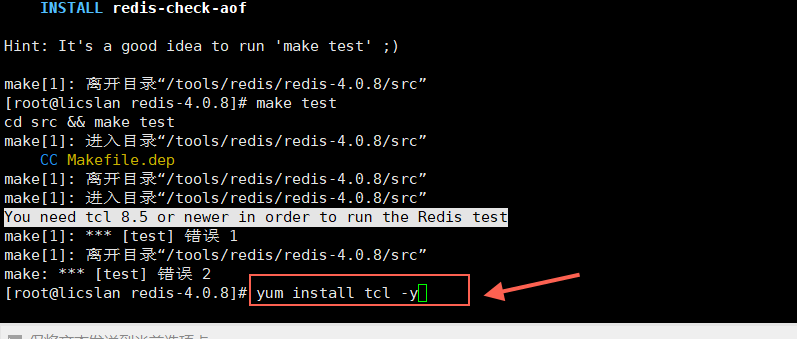 INSTALL redis-check-aof
Hint: It's a good idea to run 'make test' ;)
make[1]: 离开目录“/tools/redis/redis-4.0.8/src”
[root@licslan redis-4.0.8]# make test
cd src && make test
make[1]: 进入目录“/tools/redis/redis-4.0.8/src”
CC Makefile.dep
make[1]: 离开目录“/tools/redis/redis-4.0.8/src”
make[1]: 进入目录“/tools/redis/redis-4.0.8/src”
You need tcl 8.5 or newer in order to run the Redis test
make[1]: *** [test] 错误 1
make[1]: 离开目录“/tools/redis/redis-4.0.8/src”
make: *** [test] 错误 2
[root@licslan redis-4.0.8]# yum install tcl -y